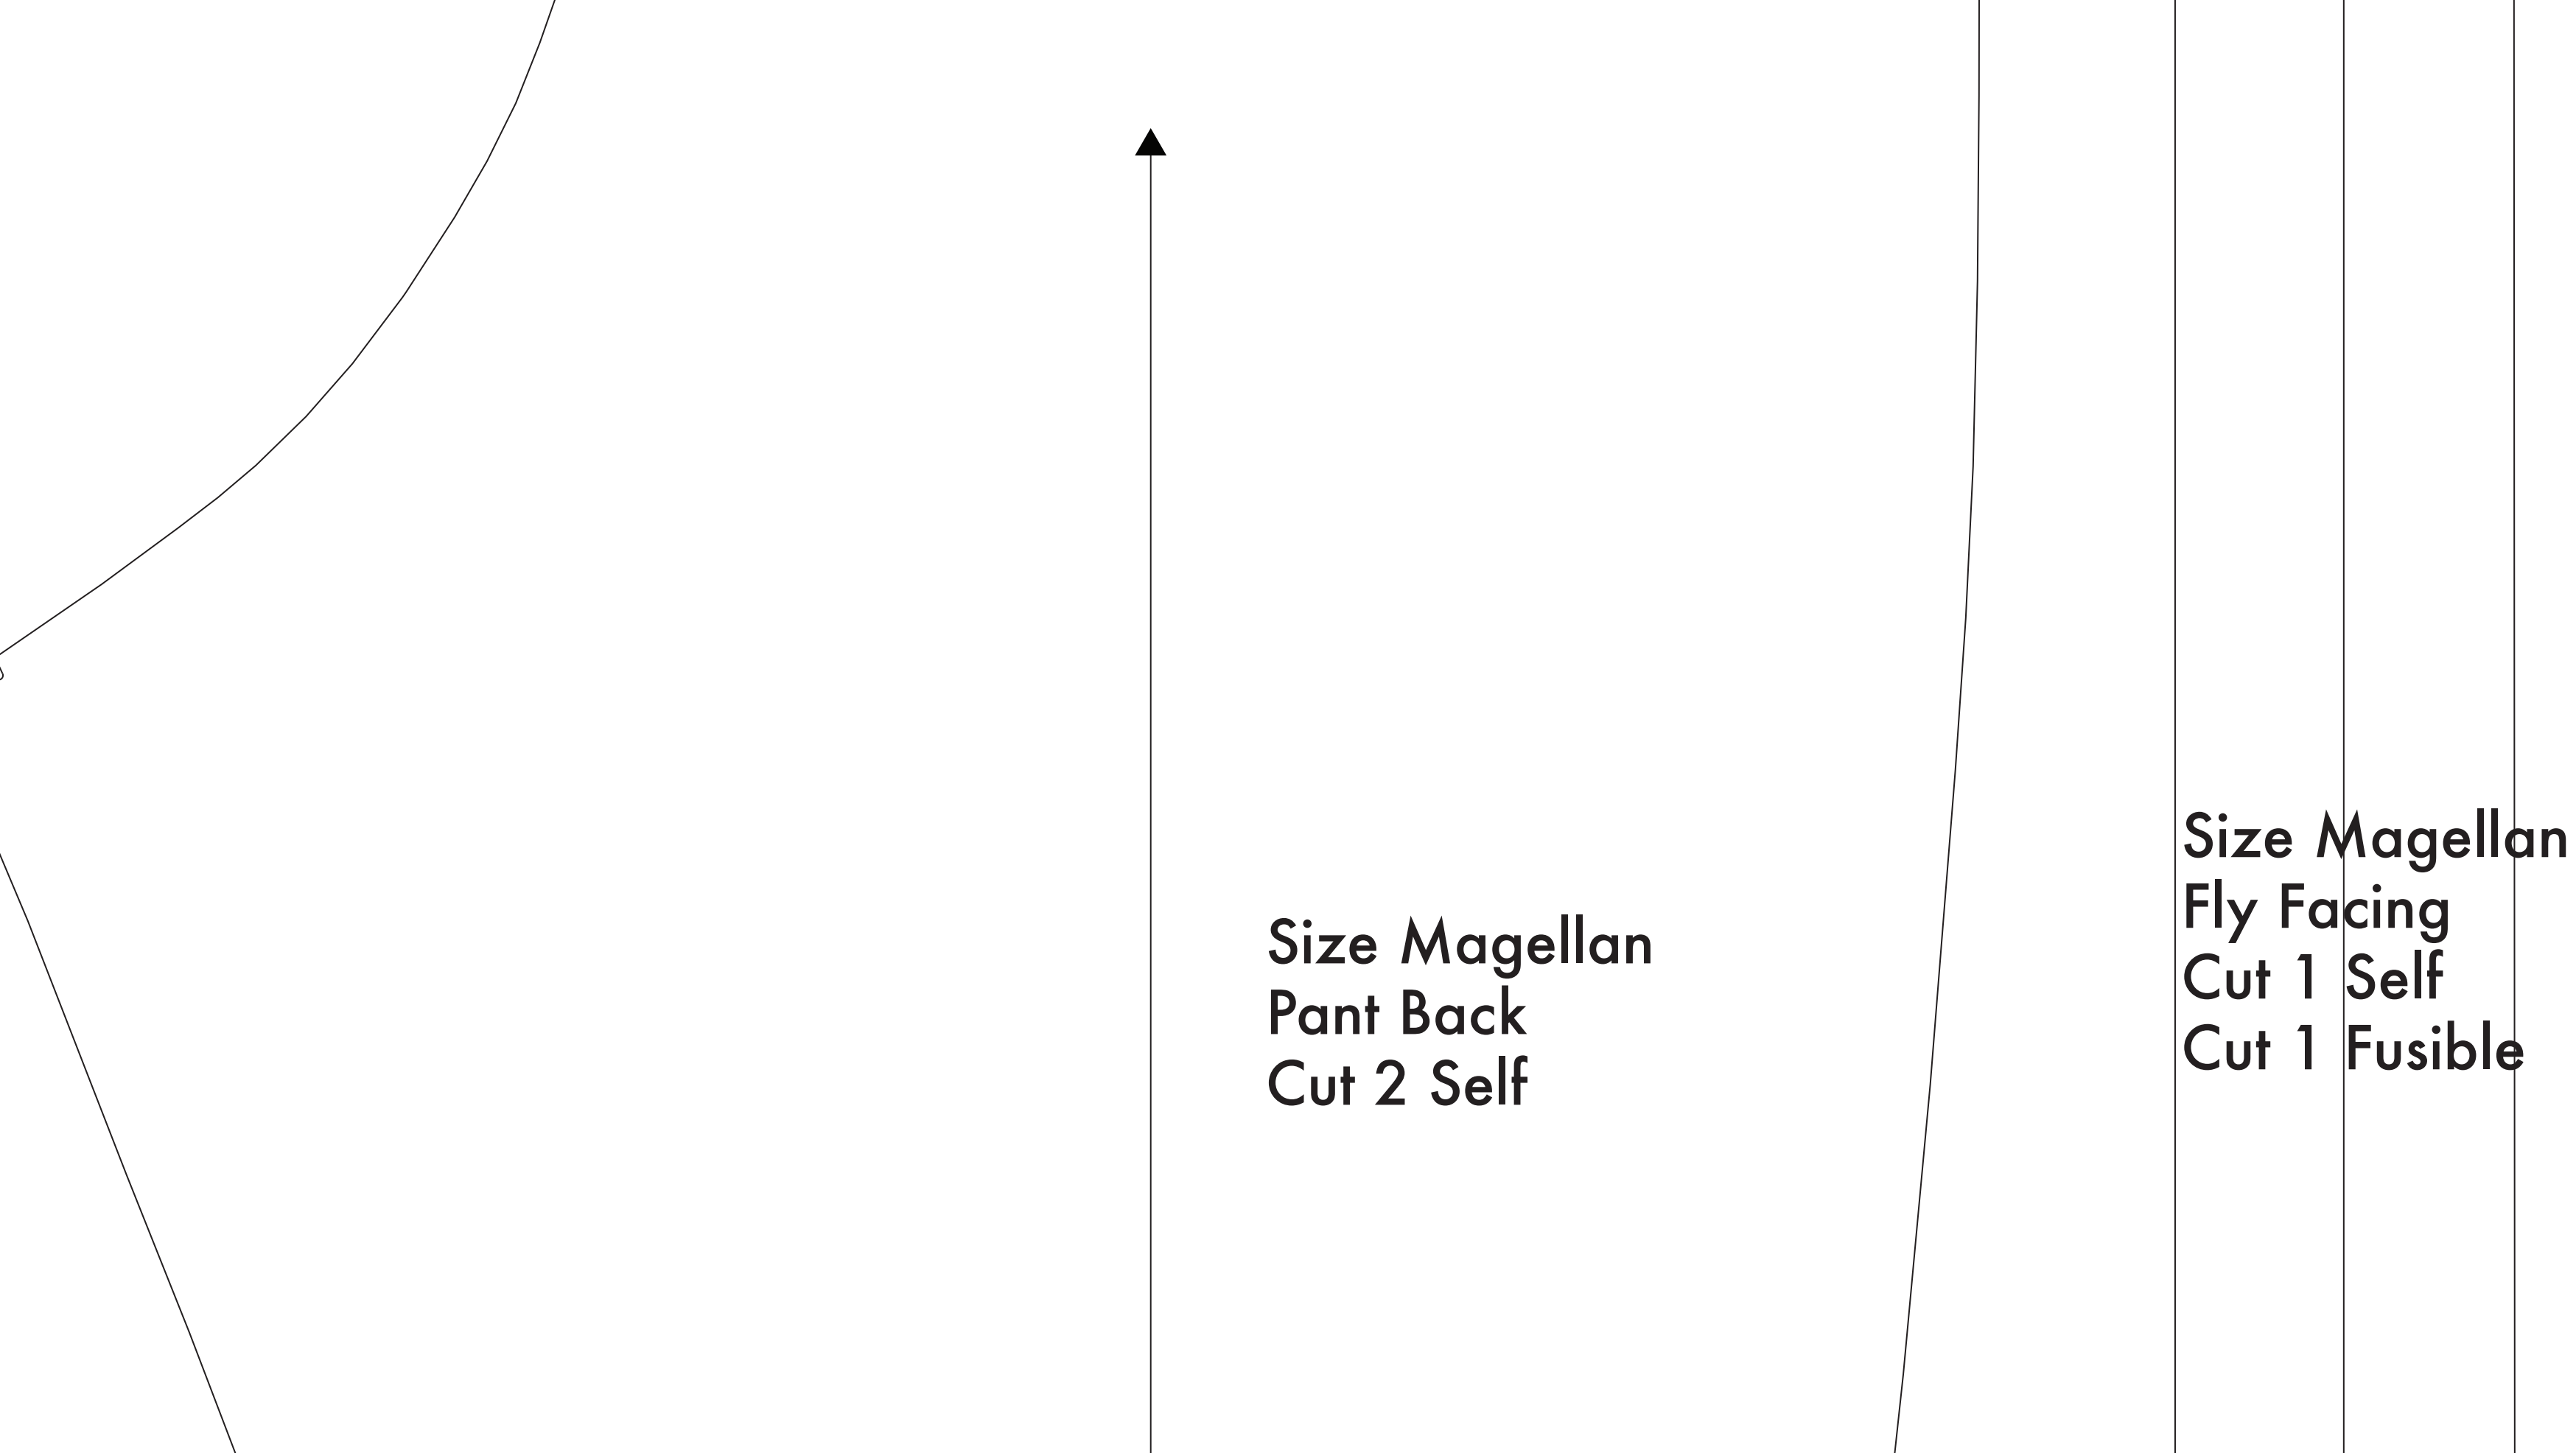 Size Magellan
Pant Back
Cut 2 Self
Size Magellan
Fly Facing
Cut 1 Self
Cut 1 Fusible